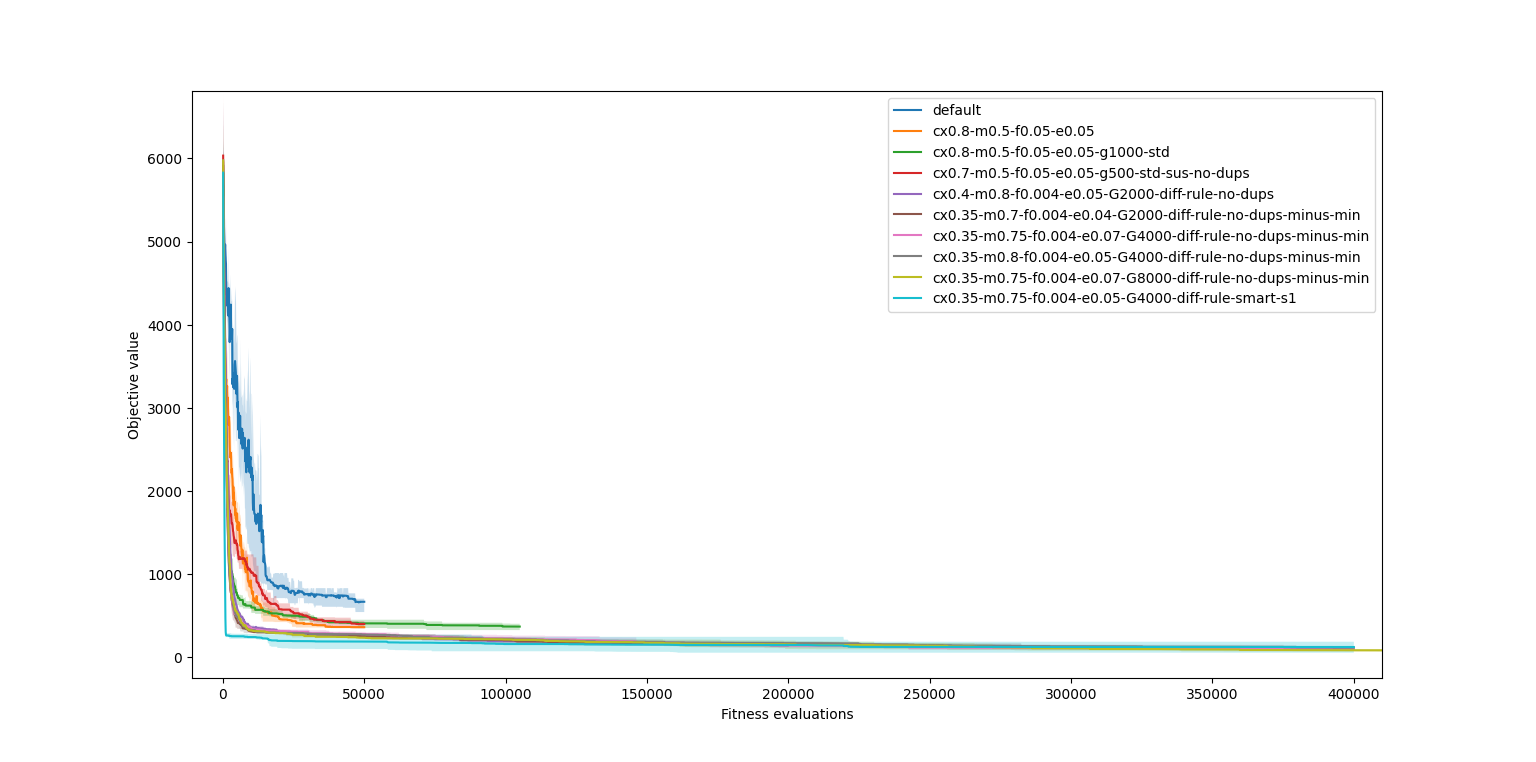 default
cx0.8-m0.5-f0.05-e0.05
cx0.8-m0.5-f0.05-e0.05-g1000-std
cx0.7-m0.5-f0.05-e0.05-g500-std-sus-no-dups
cx0.4-m0.8-f0.004-e0.05-G2000-diff-rule-no-dups
cx0.35-m0.7-f0.004-e0.04-G2000-diff-rule-no-dups-minus-min
cx0.35-m0.75-f0.004-e0.07-G4000-diff-rule-no-dups-minus-min
cx0.35-m0.8-f0.004-e0.05-G4000-diff-rule-no-dups-minus-min
cx0.35-m0.75-f0.004-e0.07-G8000-diff-rule-no-dups-minus-min
cx0.35-m0.75-f0.004-e0.05-G4000-diff-rule-smart-s1
6000
5000
4000
3000
2000
1000
0
Objective value
0 50000 100000 150000 200000 250000 300000 350000 400000
Fitness evaluations